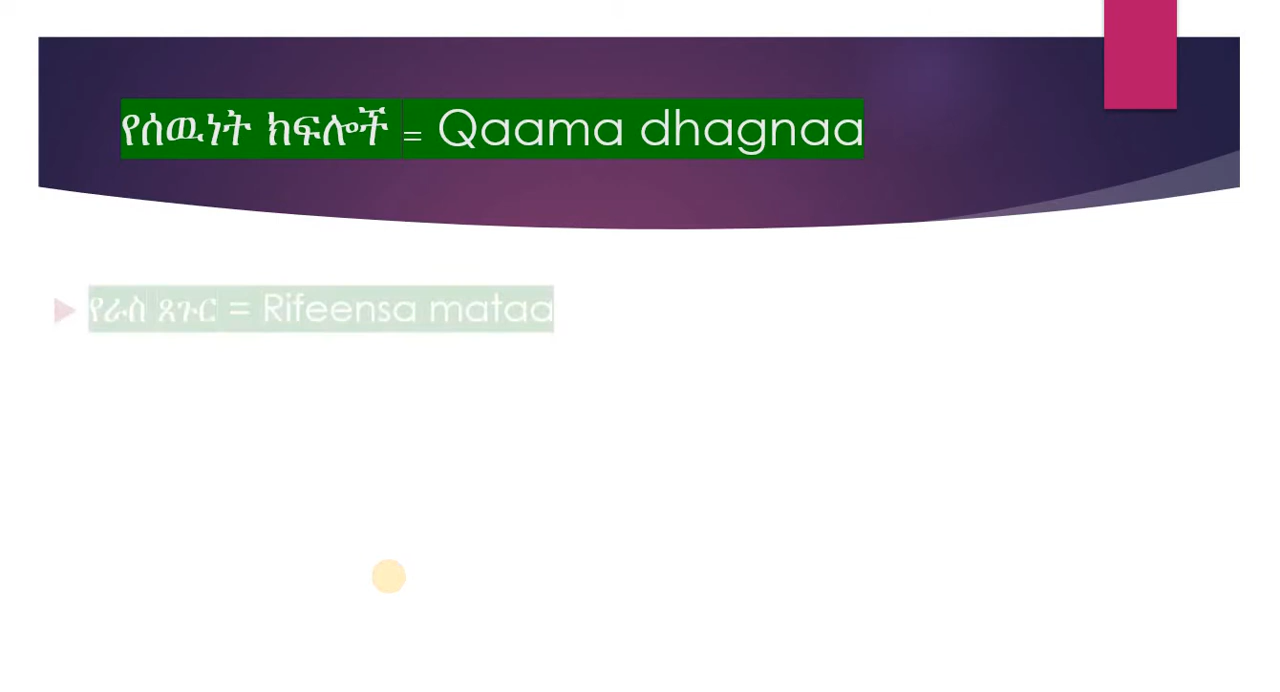 የሰዉነት ክፍሎች = Qaama dhagnaa
የራስ ጸጉር = Rifeensa mataa